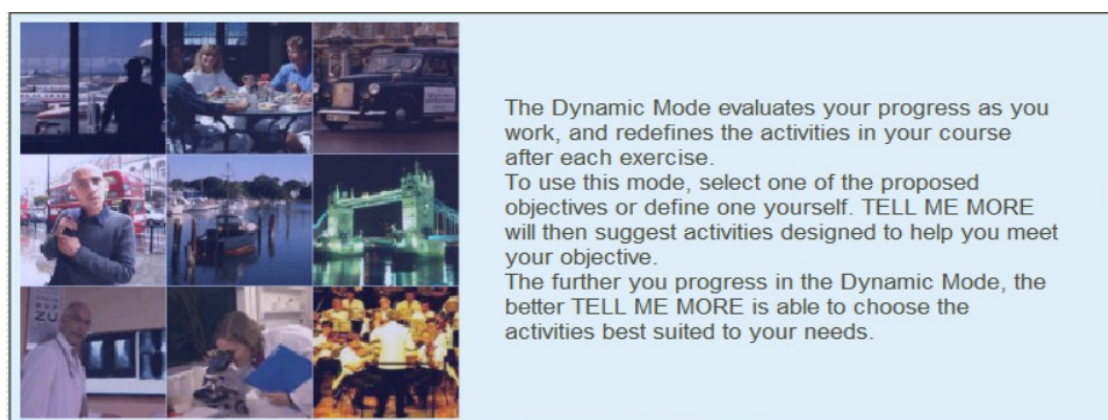 The Dynamic Mode evaluates your progress as you
work, and redefines the activities in your course
after each exercise.
To use this mode, select one of the proposed
objectives or define one yourself. TELL ME MORE
will then suggest activities designed to help you meet
your objective.
The further you progress in the Dynamic Mode, the
better TELL ME MORE is able to choose the
activities best suited to your needs.